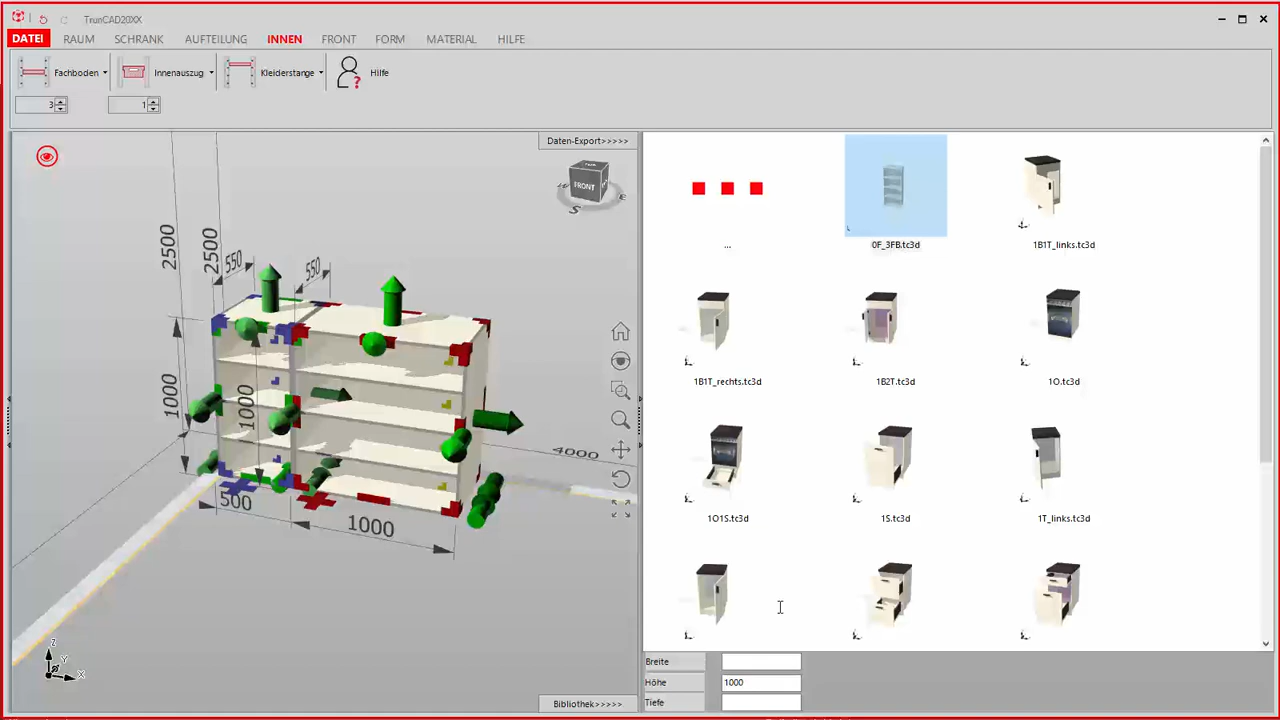 TrunCAD20XX
DATEI RAUM SCHRANK AUFTEILUNG INNEN FRONT FORM MATERIAL HILFE
Fachboden Innenauszug Kleiderstange ? Hilfe
3 1
Daten-Export>>>>>
FRONT
S
2500
2500
550
550
1000
1000
4000
500
1000
Z
Y
X
Bibliothek>>>>>
...
0F_3FB.tc3d
1B1T_links.tc3d
1B1T_rechts.tc3d
1B2T.tc3d
1O.tc3d
1O1S.tc3d
1S.tc3d
1T_links.tc3d
Breite
Höhe 1000
Tiefe